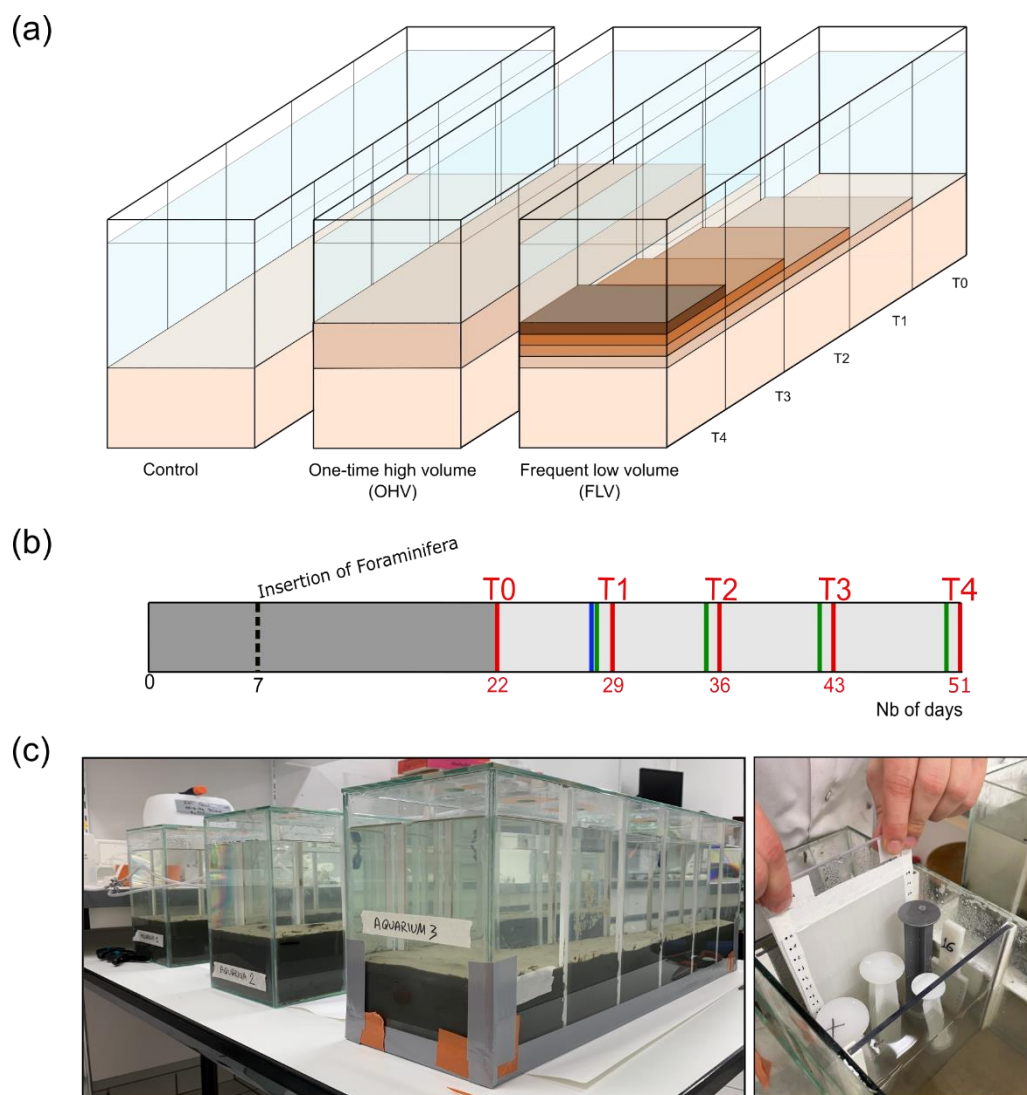 (a)
T0
T1
T2
T3
T4
Control
One-time high volume
(OHV)
Frequent low volume
(FLV)
(b)
Insertion of Foraminifera
T0
T1
T2
T3
T4
0
7
22
29
36
43
51
Nb of days
(c)
AQUARIUM 3
AQUARIUM 2
16